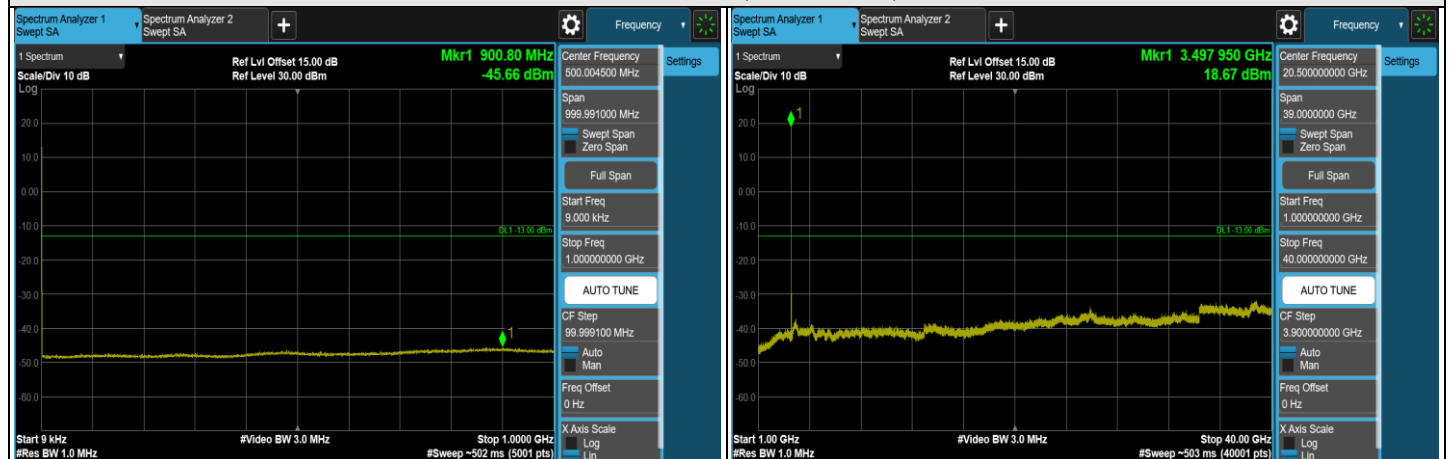 Spectrum Analyzer 1
Swept SA
Spectrum Analyzer 2
Swept SA
+
Frequency
1 Spectrum
Scale/Div 10 dB
Log
Ref Lvl Offset 15.00 dB
Ref Level 30.00 dBm
Mkr1 900.80 MHz
-45.66 dBm
20.0
10.0
0.00
-10.0
-20.0
-30.0
-40.0
-50.0
-60.0
DL1 -13.00 dBm
1
Start 9 kHz
#Res BW 1.0 MHz
#Video BW 3.0 MHz
Stop 1.0000 GHz
#Sweep ~502 ms (5001 pts)
Center Frequency
500.004500 MHz
Span
999.991000 MHz
Swept Span
Zero Span
Full Span
Start Freq
9.000 kHz
Stop Freq
1.000000000 GHz
AUTO TUNE
CF Step
99.999100 MHz
Auto
Man
Freq Offset
0 Hz
X Axis Scale
Log
Lin
Settings
Spectrum Analyzer 1
Swept SA
Spectrum Analyzer 2
Swept SA
+
Frequency
1 Spectrum
Scale/Div 10 dB
Log
Ref Lvl Offset 15.00 dB
Ref Level 30.00 dBm
Mkr1 3.497 950 GHz
18.67 dBm
20.0
10.0
0.00
-10.0
-20.0
-30.0
-40.0
-50.0
-60.0
1
DL1 -13.00 dBm
Start 1.00 GHz
#Res BW 1.0 MHz
#Video BW 3.0 MHz
Stop 40.00 GHz
#Sweep ~503 ms (40001 pts)
Center Frequency
20.500000000 GHz
Span
39.0000000 GHz
Swept Span
Zero Span
Full Span
Start Freq
1.000000000 GHz
Stop Freq
40.000000000 GHz
AUTO TUNE
CF Step
3.900000000 GHz
Auto
Man
Freq Offset
0 Hz
X Axis Scale
Log
Lin
Settings